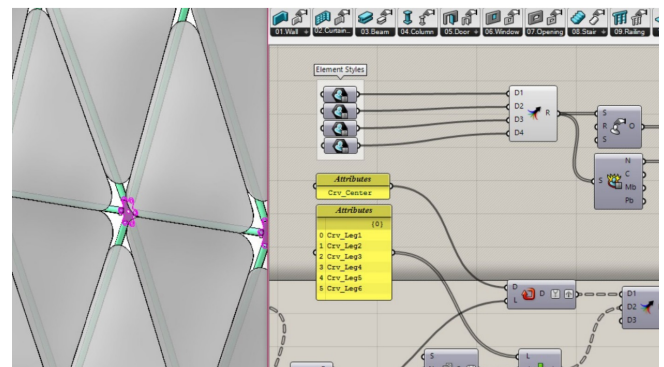 01.Wall
02.Curtain...
03.Beam
04.Column
05.Door
06.Window
07.Opening
08.Stair
09.Railing
Element Styles
D1
D2
D3
D4
R
S
R
S
O
S
N
C
Mb
Pb
Attributes
Crv_Center
Attributes
{0}
0 Crv_Leg1
1 Crv_Leg2
2 Crv_Leg3
3 Crv_Leg4
4 Crv_Leg5
5 Crv_Leg6
D
L
D
D1
D2
D3
S
L